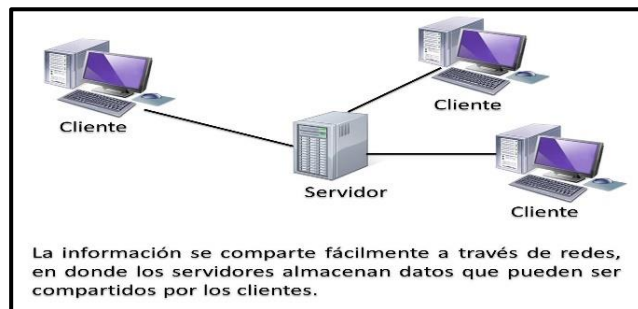 Cliente
Cliente
Servidor
Cliente
La información se comparte fácilmente a través de redes,
en donde los servidores almacenan datos que pueden ser
compartidos por los clientes.